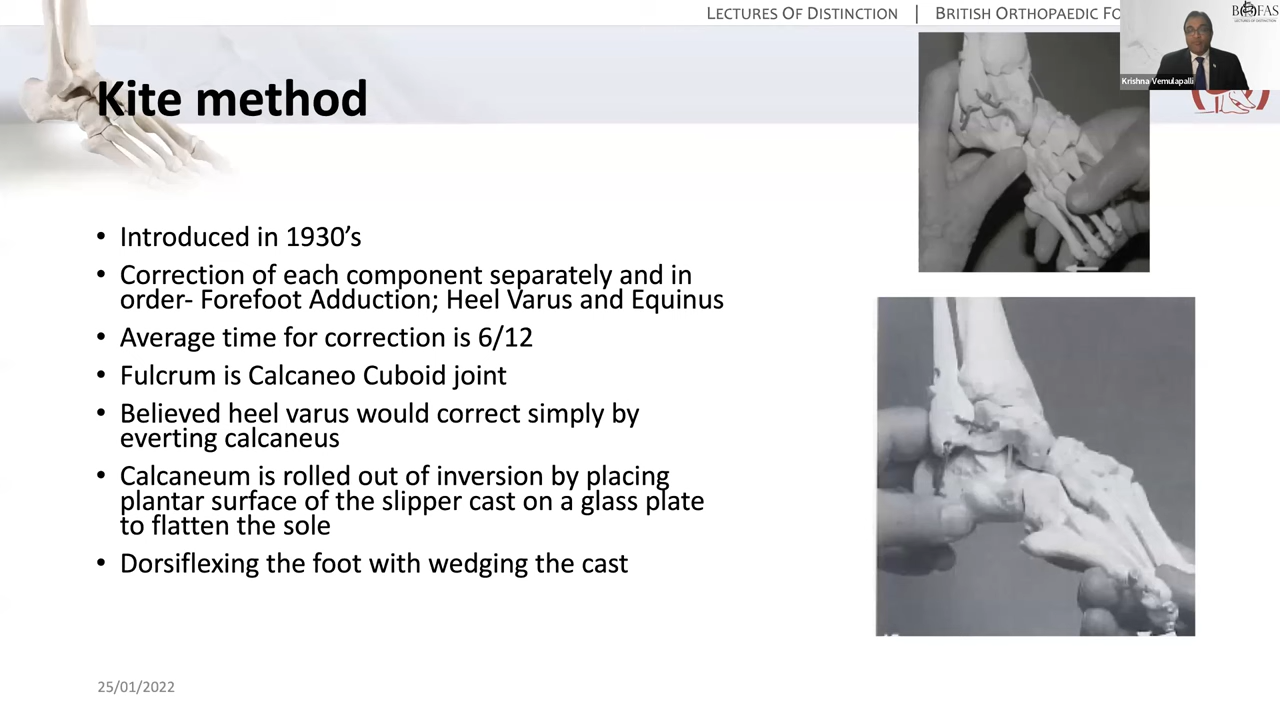 LECTURES OF DISTINCTION | BRITISH ORTHOPAEDIC FO
BOFAS
LECTURES OF DISTINCTION
Krishna Vemulapalli
Kite method
• Introduced in 1930’s
• Correction of each component separately and in
order- Forefoot Adduction; Heel Varus and Equinus
• Average time for correction is 6/12
• Fulcrum is Calcaneo Cuboid joint
• Believed heel varus would correct simply by
everting calcaneus
• Calcaneum is rolled out of inversion by placing
plantar surface of the slipper cast on a glass plate
to flatten the sole
• Dorsiflexing the foot with wedging the cast
25/01/2022